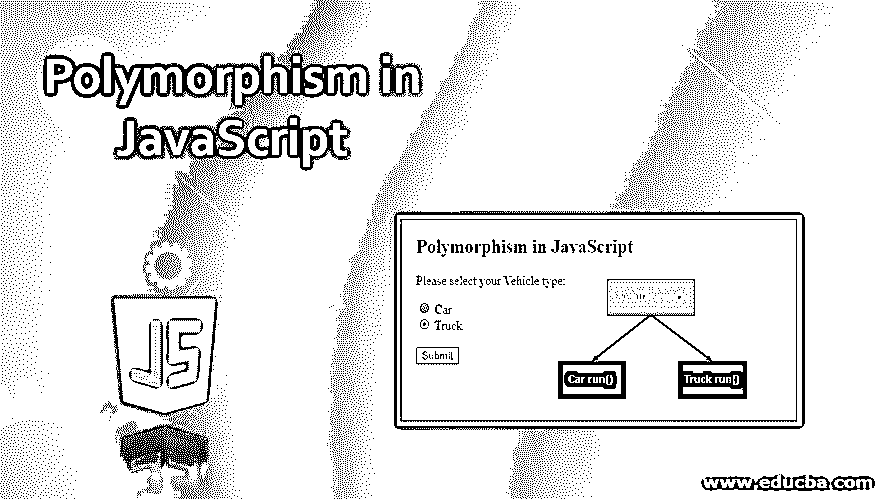 Polymorphism in
JavaScript
JS
Polymorphism in JavaScript
Please select your Vehicle type:
Car
Truck
Submit
Car run()
Truck run()
www.educba.com